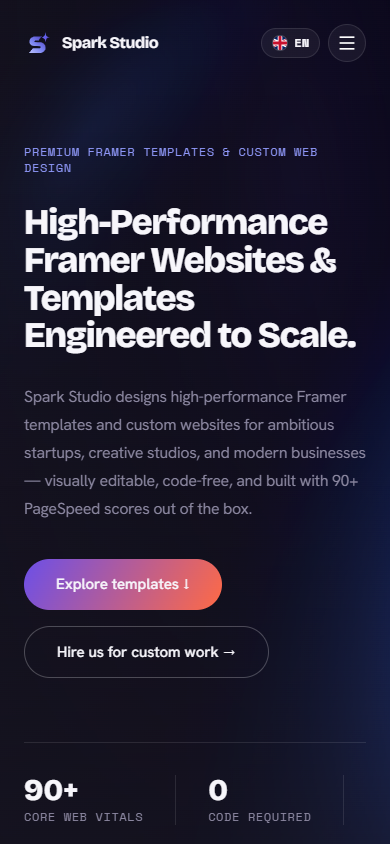 Spark Studio
EN
PREMIUM FRAMER TEMPLATES & CUSTOM WEB
DESIGN
High-Performance
Framer Websites &
Templates
Engineered to Scale.
Spark Studio designs high-performance Framer
templates and custom websites for ambitious
startups, creative studios, and modern businesses
— visually editable, code-free, and built with 90+
PageSpeed scores out of the box.
Explore templates ↓
Hire us for custom work →
90+
CORE WEB VITALS
0
CODE REQUIRED